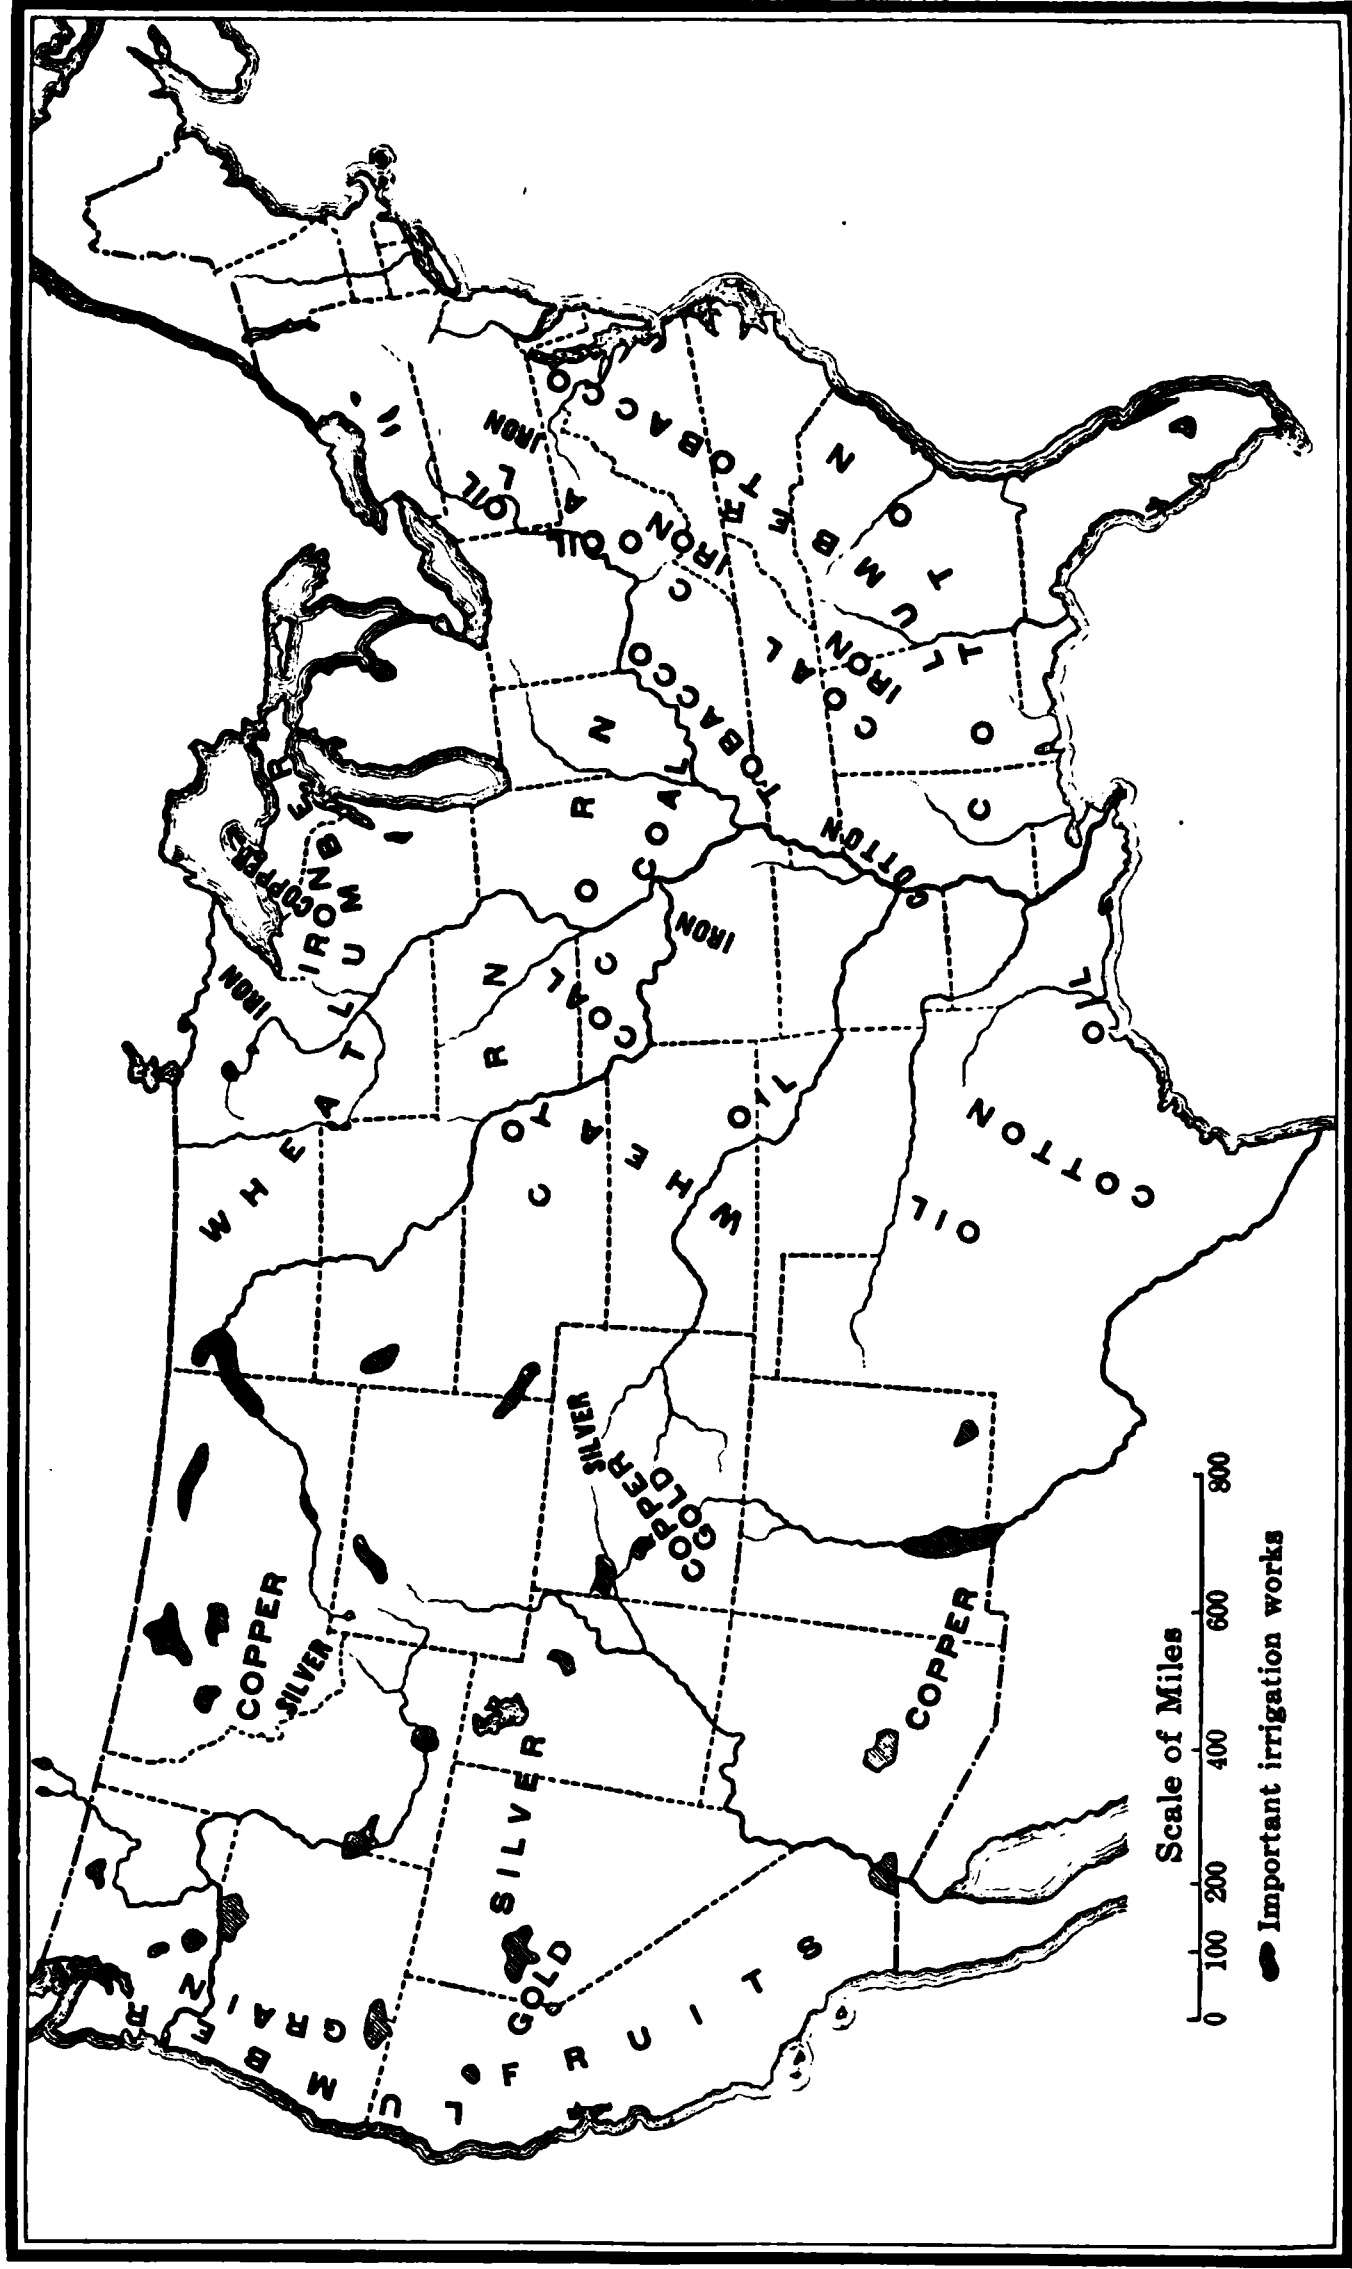 LUMBER
GRAIN
FRUITS
GOLD
SILVER
COPPER
SILVER
COPPER
SILVER
COPPER
GOLD
WHEAT
WHEAT
CORN
CORN
COAL
COAL
IRON
IRON
COPPER
LUMBER
IRON
OIL
OIL
OIL
COTTON
COTTON
COTTON
COTTON
LUMBER
COAL
IRON
TOBACCO
TOBACCO
COAL
IRON
OIL
OIL
IRON
Scale of Miles
0 100 200 400 600 800
Important irrigation works